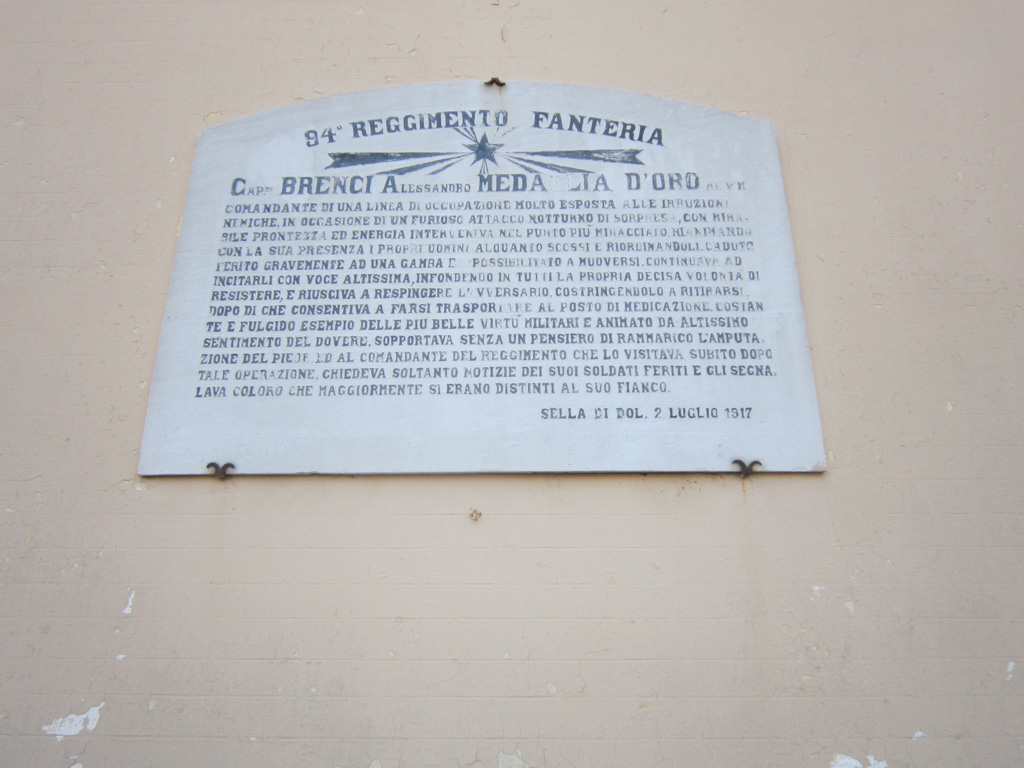 94° REGGIMENTO FANTERIA
CAP. BRENCI ALESSANDRO MEDAGLIA D'ORO AL V.M.
COMANDANTE DI UNA LINEA DI OCCUPAZIONE MOLTO ESPOSTA ALLE IRRUZIONI
NEMICHE, IN OCCASIONE DI UN FURIOSO ATTACCO NOTTURNO DI SORPRESA, CON MIRA-
BILE PRONTEZZA ED ENERGIA INTERVENIVA NEL PUNTO PIU MINACCIATO, RIANIMANDO
CON LA SUA PRESENZA I PROPRI UOMINI ALQUANTO SCOSSI E RIORDINANDOLI. CADUTO
FERITO GRAVEMENTE AD UNA GAMBA E POSSIBILITATO A MUOVERSI, CONTINUAVA AD
INCITARLI CON VOCE ALTISSIMA, INFONDENDO IN TUTTI LA PROPRIA DECISA VOLONTA DI
RESISTERE, E RIUSCIVA A RESPINGERE L'AVVERSARIO, COSTRINGENDOLO A RITIRARSI.
DOPO DI CHE CONSENTIVA A FARSI TRASPORTARE AL POSTO DI MEDICAZIONE. COSTAN
TE E FULGIDO ESEMPIO DELLE PIU BELLE VIRTU' MILITARI E ANIMATO DA ALTISSIMO
SENTIMENTO DEL DOVERE, SOPPORTAVA SENZA UN PENSIERO DI RAMMARICO L'AMPUTA-
ZIONE DEL PIEDE ED AL COMANDANTE DEL REGGIMENTO CHE LO VISITAVA SUBITO DOPO
TALE OPERAZIONE, CHIEDEVA SOLTANTO NOTIZIE DEI SUOI SOLDATI FERITI E GLI SEGNA-
LAVA COLORO CHE MAGGIORMENTE SI ERANO DISTINTI AL SUO FIANCO.
SELLA DI DOL, 2 LUGLIO 1917